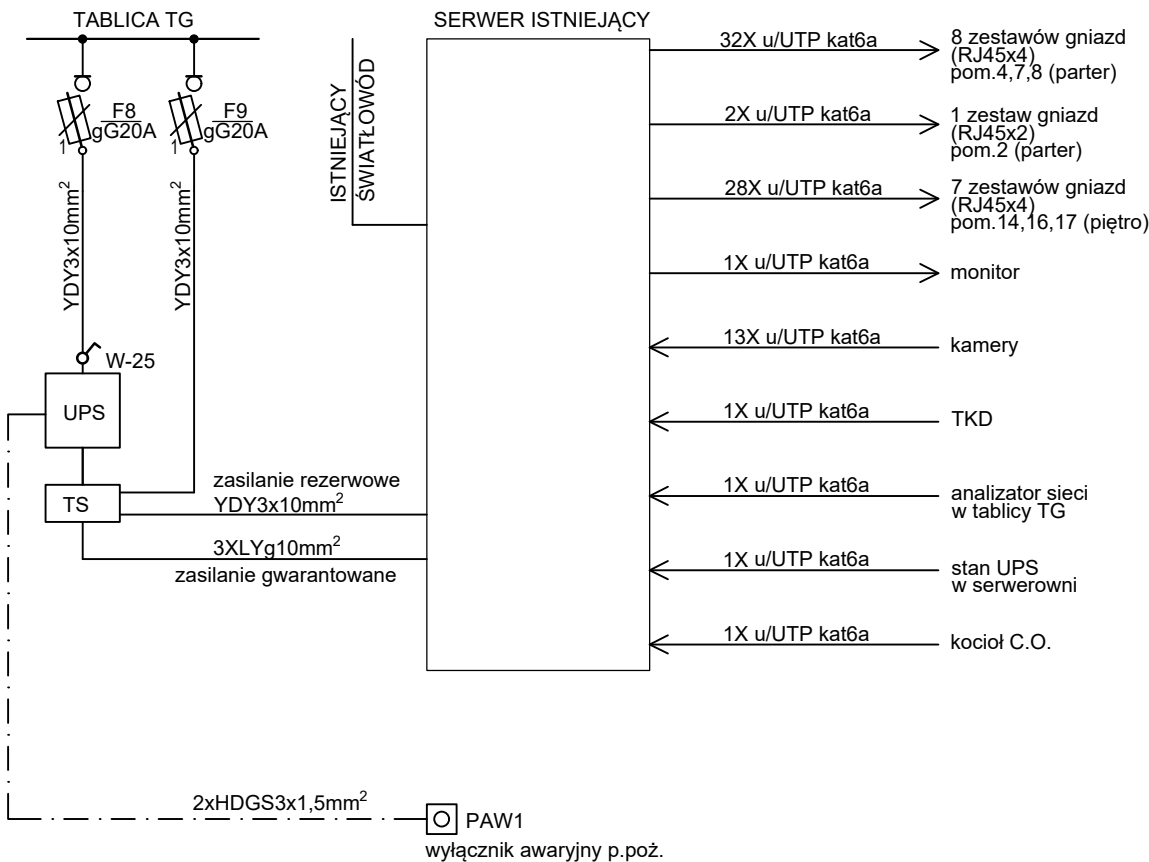 TABLICA TG
SERWER ISTNIEJĄCY
F8
gG20A
1
F9
gG20A
1
YDY3x10mm²
YDY3x10mm²
ISTNIEJĄCY
ŚWIATŁOWÓD
W-25
UPS
TS
zasilanie rezerwowe
YDY3x10mm²
3XLYg10mm²
zasilanie gwarantowane
32X u/UTP kat6a
8 zestawów gniazd
(RJ45x4)
pom.4,7,8 (parter)
2X u/UTP kat6a
1 zestaw gniazd
(RJ45x2)
pom.2 (parter)
28X u/UTP kat6a
7 zestawów gniazd
(RJ45x4)
pom.14,16,17 (piętro)
1X u/UTP kat6a
monitor
13X u/UTP kat6a
kamery
1X u/UTP kat6a
TKD
1X u/UTP kat6a
analizator sieci
w tablicy TG
1X u/UTP kat6a
stan UPS
w serwerowni
1X u/UTP kat6a
kocioł C.O.
2xHDGS3x1,5mm²
PAW1
wyłącznik awaryjny p.poż.